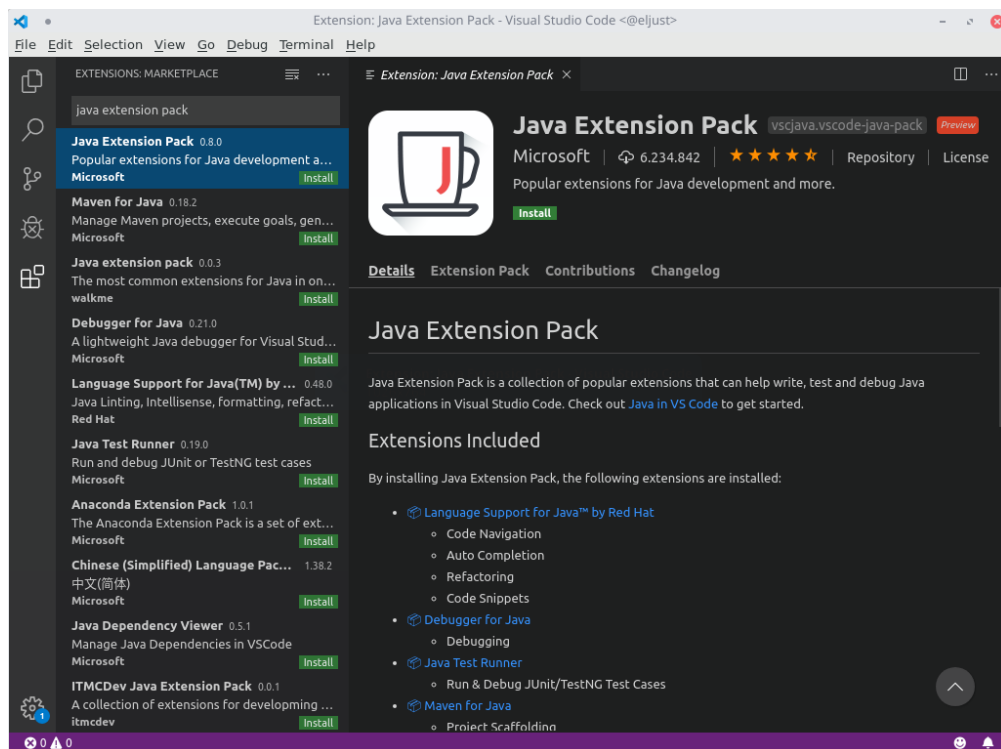 Extension: Java Extension Pack - Visual Studio Code <@eljust>
File Edit Selection View Go Debug Terminal Help
EXTENSIONS: MARKETPLACE
java extension pack
Java Extension Pack 0.8.0
Popular extensions for Java development a...
Microsoft Install
Maven for Java 0.18.2
Manage Maven projects, execute goals, gen...
Microsoft Install
Java extension pack 0.0.3
The most common extensions for Java in on...
walkme Install
Debugger for Java 0.21.0
A lightweight Java debugger for Visual Stud...
Microsoft Install
Language Support for Java(TM) by ... 0.48.0
Java Linting, Intellisense, formatting, refact...
Red Hat Install
Java Test Runner 0.19.0
Run and debug JUnit or TestNG test cases
Microsoft Install
Anaconda Extension Pack 1.0.1
The Anaconda Extension Pack is a set of ext...
Microsoft Install
Chinese (Simplified) Language Pac... 1.38.2
中文(简体)
Microsoft Install
Java Dependency Viewer 0.5.1
Manage Java Dependencies in VSCode
Microsoft Install
ITMCDev Java Extension Pack 0.0.1
A collection of extensions for developming ...
itmcdev Install
1
0 0
Extension: Java Extension Pack
J
Java Extension Pack vscjava.vscode-java-pack Preview
Microsoft 6.234.842 Repository License
Popular extensions for Java development and more.
Install
Details Extension Pack Contributions Changelog
Java Extension Pack
Java Extension Pack is a collection of popular extensions that can help write, test and debug Java
applications in Visual Studio Code. Check out Java in VS Code to get started.
Extensions Included
By installing Java Extension Pack, the following extensions are installed:
• Language Support for Java™ by Red Hat
◦ Code Navigation
◦ Auto Completion
◦ Refactoring
◦ Code Snippets
• Debugger for Java
◦ Debugging
• Java Test Runner
◦ Run & Debug JUnit/TestNG Test Cases
• Maven for Java
◦ Project Scaffolding